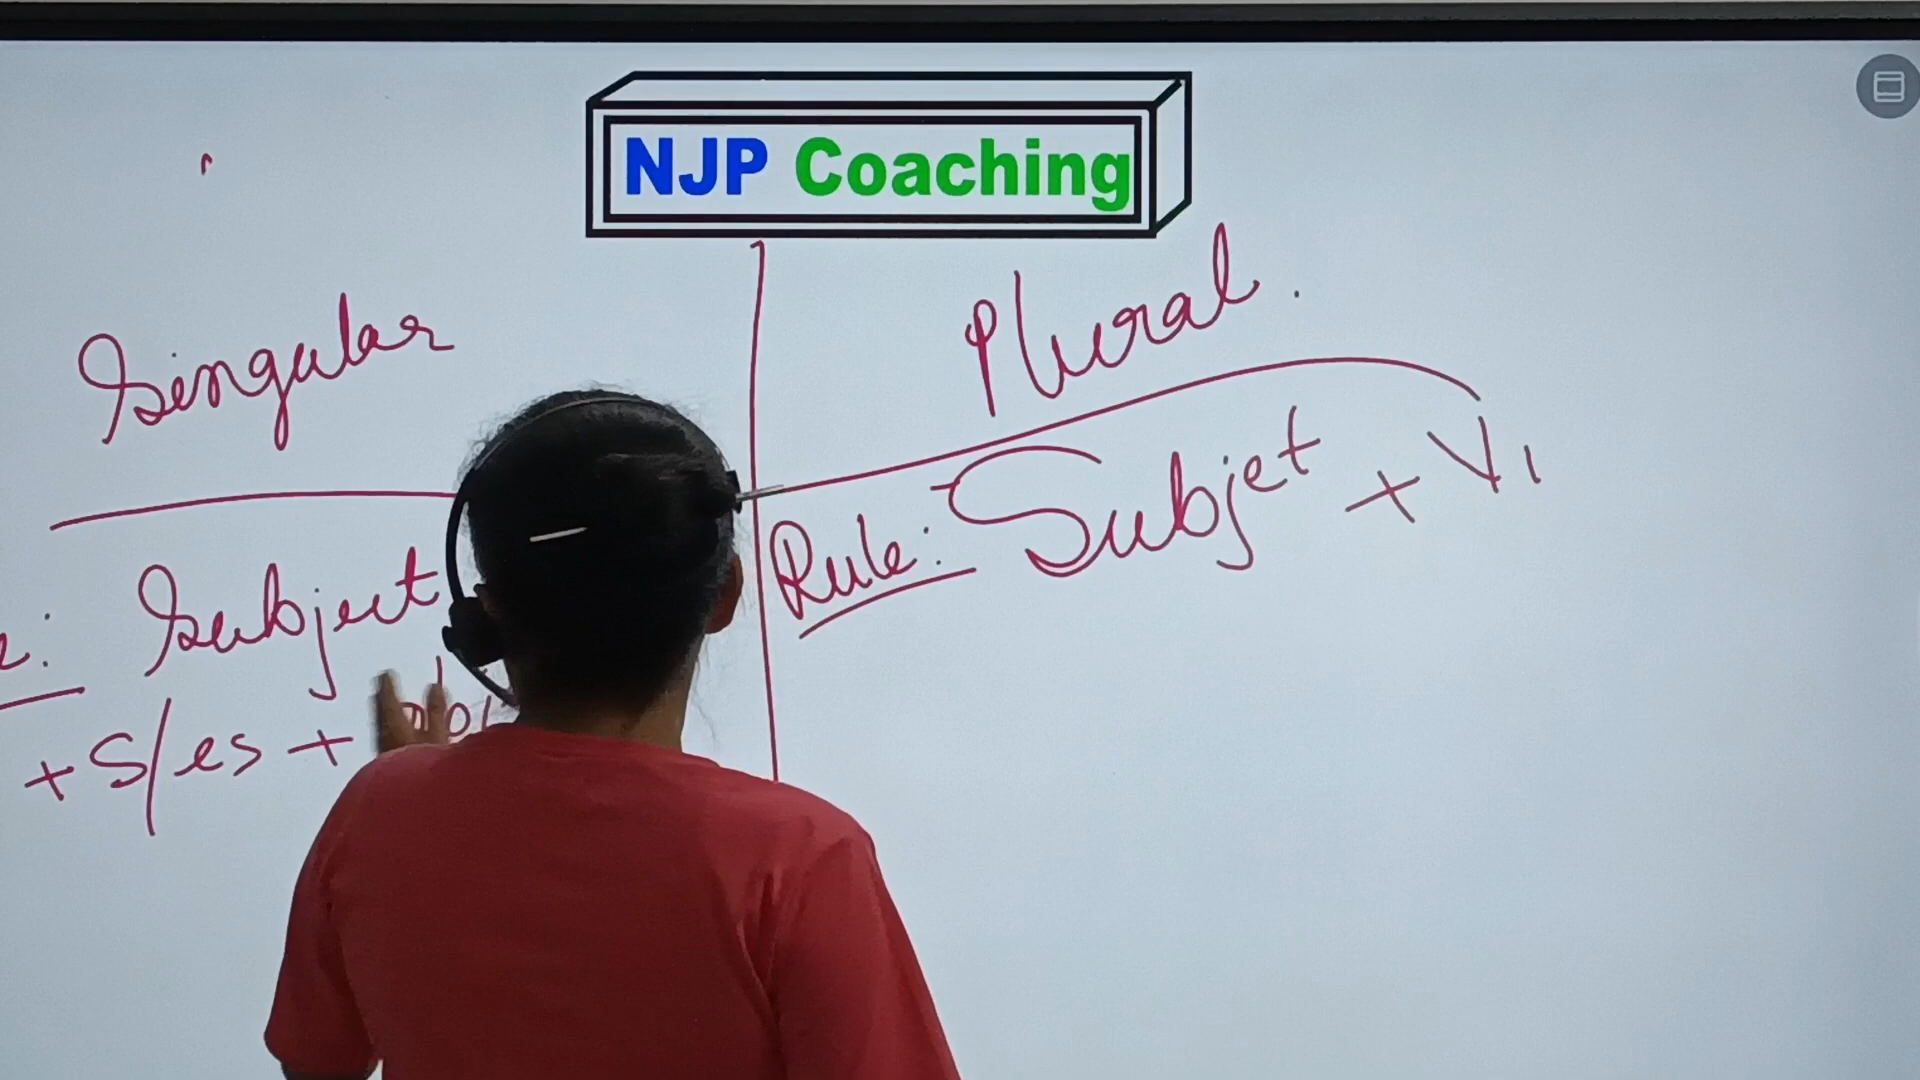 NJP Coaching
Singular
Plural.
Subject
+ s/es +
Rule: Subjet + V1